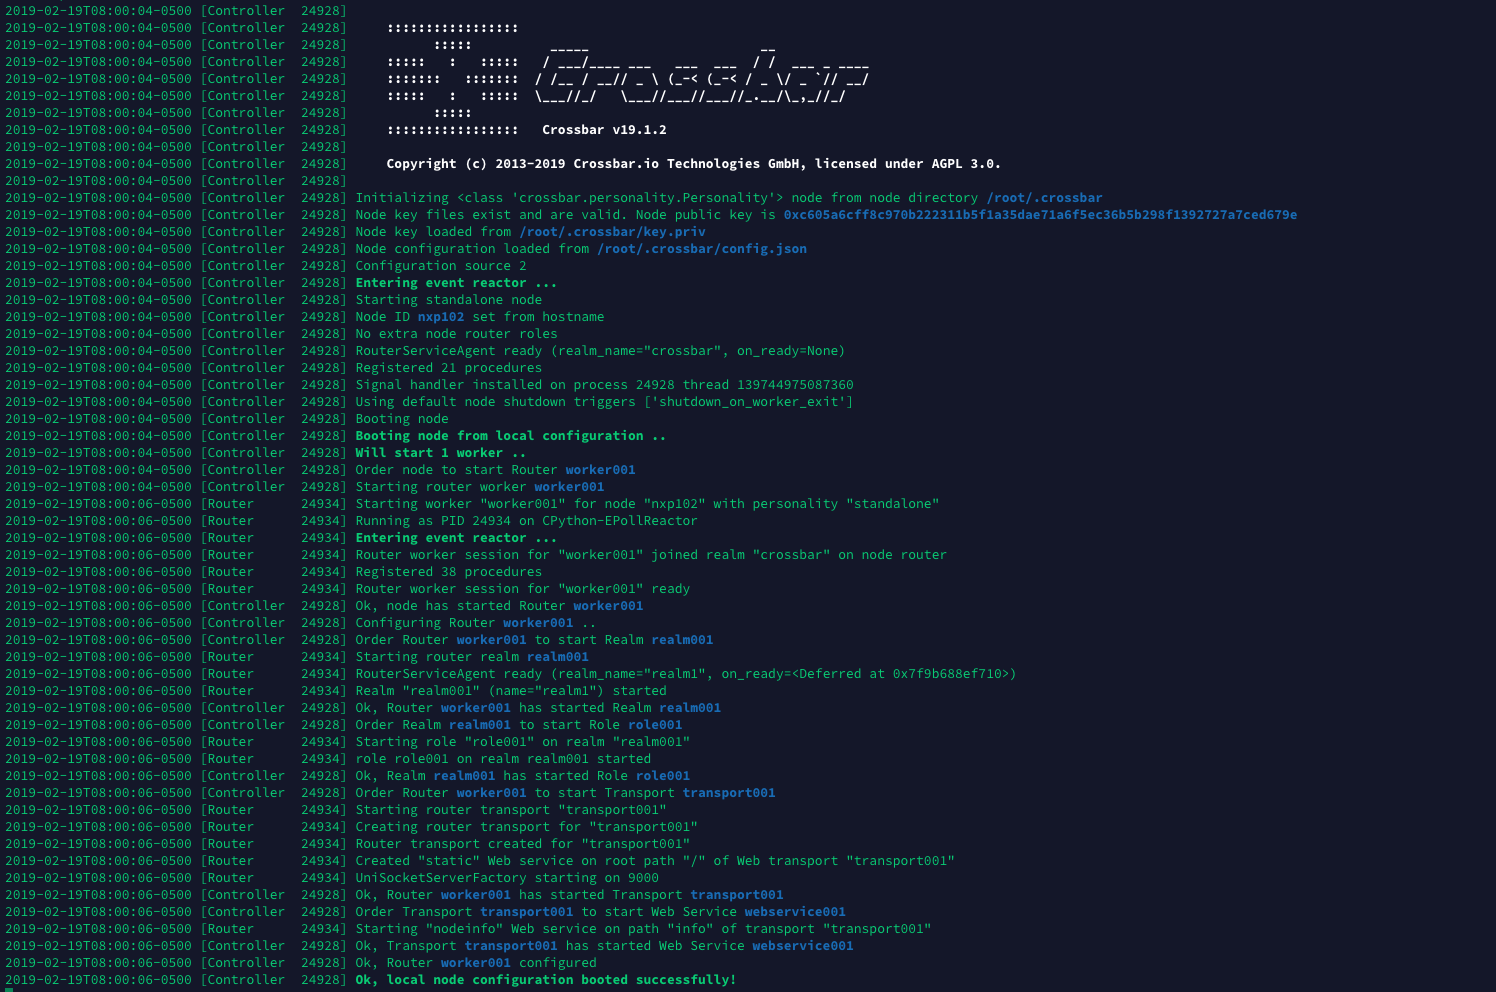 2019-02-19T08:00:04-0500 [Controller  24928]
2019-02-19T08:00:04-0500 [Controller  24928]     :::::::::::::::::
2019-02-19T08:00:04-0500 [Controller  24928]           :::::          _____                      __
2019-02-19T08:00:04-0500 [Controller  24928]     :::::   :   :::::   / ___/____ ___   ___  ___  / /  ___ _ ____
2019-02-19T08:00:04-0500 [Controller  24928]     :::::::   :::::::  / /__ / __// _ \ (_-< (_-< / _ \/ _ `// __/
2019-02-19T08:00:04-0500 [Controller  24928]     :::::   :   :::::  \___//_/   \___//___//___//_.__/\_,_//_/
2019-02-19T08:00:04-0500 [Controller  24928]           :::::
2019-02-19T08:00:04-0500 [Controller  24928]     :::::::::::::::::   Crossbar v19.1.2
2019-02-19T08:00:04-0500 [Controller  24928]
2019-02-19T08:00:04-0500 [Controller  24928]     Copyright (c) 2013-2019 Crossbar.io Technologies GmbH, licensed under AGPL 3.0.
2019-02-19T08:00:04-0500 [Controller  24928]
2019-02-19T08:00:04-0500 [Controller  24928] Initializing <class 'crossbar.personality.Personality'> node from node directory /root/.crossbar
2019-02-19T08:00:04-0500 [Controller  24928] Node key files exist and are valid. Node public key is 0xc605a6cff8c970b222311b5f1a35dae71a6f5ec36b5b298f1392727a7ced679e
2019-02-19T08:00:04-0500 [Controller  24928] Node key loaded from /root/.crossbar/key.priv
2019-02-19T08:00:04-0500 [Controller  24928] Node configuration loaded from /root/.crossbar/config.json
2019-02-19T08:00:04-0500 [Controller  24928] Configuration source 2
2019-02-19T08:00:04-0500 [Controller  24928] Entering event reactor ...
2019-02-19T08:00:04-0500 [Controller  24928] Starting standalone node
2019-02-19T08:00:04-0500 [Controller  24928] Node ID nxp102 set from hostname
2019-02-19T08:00:04-0500 [Controller  24928] No extra node router roles
2019-02-19T08:00:04-0500 [Controller  24928] RouterServiceAgent ready (realm_name="crossbar", on_ready=None)
2019-02-19T08:00:04-0500 [Controller  24928] Registered 21 procedures
2019-02-19T08:00:04-0500 [Controller  24928] Signal handler installed on process 24928 thread 139744975087360
2019-02-19T08:00:04-0500 [Controller  24928] Using default node shutdown triggers ['shutdown_on_worker_exit']
2019-02-19T08:00:04-0500 [Controller  24928] Booting node
2019-02-19T08:00:04-0500 [Controller  24928] Booting node from local configuration ..
2019-02-19T08:00:04-0500 [Controller  24928] Will start 1 worker ..
2019-02-19T08:00:04-0500 [Controller  24928] Order node to start Router worker001
2019-02-19T08:00:04-0500 [Controller  24928] Starting router worker worker001
2019-02-19T08:00:06-0500 [Router      24934] Starting worker "worker001" for node "nxp102" with personality "standalone"
2019-02-19T08:00:06-0500 [Router      24934] Running as PID 24934 on CPython-EPollReactor
2019-02-19T08:00:06-0500 [Router      24934] Entering event reactor ...
2019-02-19T08:00:06-0500 [Router      24934] Router worker session for "worker001" joined realm "crossbar" on node router
2019-02-19T08:00:06-0500 [Router      24934] Registered 38 procedures
2019-02-19T08:00:06-0500 [Router      24934] Router worker session for "worker001" ready
2019-02-19T08:00:06-0500 [Controller  24928] Ok, node has started Router worker001
2019-02-19T08:00:06-0500 [Controller  24928] Configuring Router worker001 ..
2019-02-19T08:00:06-0500 [Controller  24928] Order Router worker001 to start Realm realm001
2019-02-19T08:00:06-0500 [Router      24934] Starting router realm realm001
2019-02-19T08:00:06-0500 [Router      24934] RouterServiceAgent ready (realm_name="realm1", on_ready=<Deferred at 0x7f9b688ef710>)
2019-02-19T08:00:06-0500 [Router      24934] Realm "realm001" (name="realm1") started
2019-02-19T08:00:06-0500 [Controller  24928] Ok, Router worker001 has started Realm realm001
2019-02-19T08:00:06-0500 [Controller  24928] Order Realm realm001 to start Role role001
2019-02-19T08:00:06-0500 [Router      24934] Starting role "role001" on realm "realm001"
2019-02-19T08:00:06-0500 [Router      24934] role role001 on realm realm001 started
2019-02-19T08:00:06-0500 [Controller  24928] Ok, Realm realm001 has started Role role001
2019-02-19T08:00:06-0500 [Controller  24928] Order Router worker001 to start Transport transport001
2019-02-19T08:00:06-0500 [Router      24934] Starting router transport "transport001"
2019-02-19T08:00:06-0500 [Router      24934] Creating router transport for "transport001"
2019-02-19T08:00:06-0500 [Router      24934] Router transport created for "transport001"
2019-02-19T08:00:06-0500 [Router      24934] Created "static" Web service on root path "/" of Web transport "transport001"
2019-02-19T08:00:06-0500 [Router      24934] UniSocketServerFactory starting on 9000
2019-02-19T08:00:06-0500 [Controller  24928] Ok, Router worker001 has started Transport transport001
2019-02-19T08:00:06-0500 [Controller  24928] Order Transport transport001 to start Web Service webservice001
2019-02-19T08:00:06-0500 [Router      24934] Starting "nodeinfo" Web service on path "info" of transport "transport001"
2019-02-19T08:00:06-0500 [Controller  24928] Ok, Transport transport001 has started Web Service webservice001
2019-02-19T08:00:06-0500 [Controller  24928] Ok, Router worker001 configured
2019-02-19T08:00:06-0500 [Controller  24928] Ok, local node configuration booted successfully!